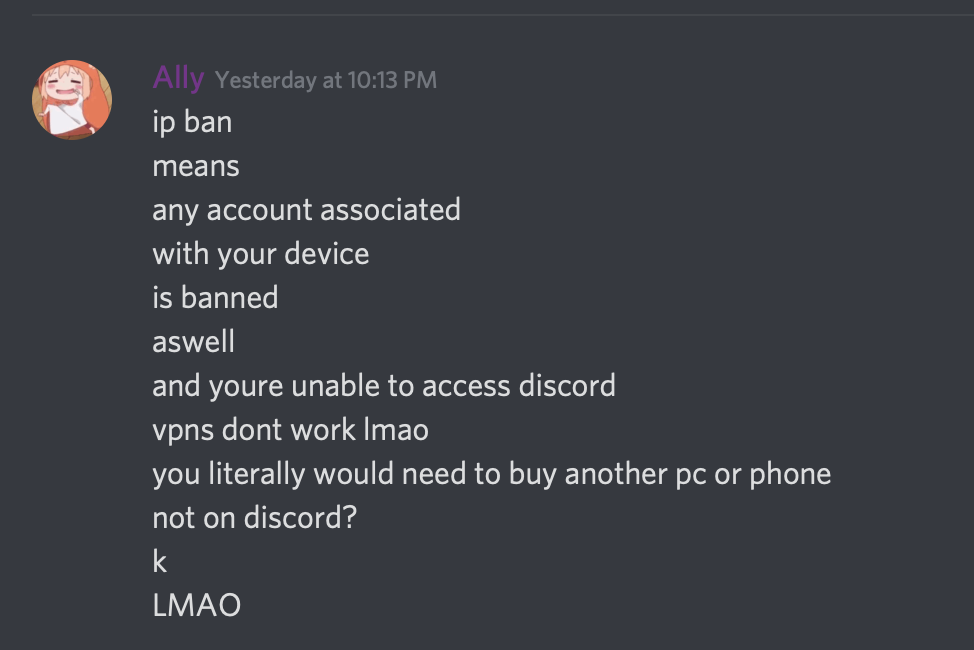 Ally Yesterday at 10:13 PM
ip ban
means
any account associated
with your device
is banned
aswell
and youre unable to access discord
vpns dont work lmao
you literally would need to buy another pc or phone
not on discord?
k
LMAO